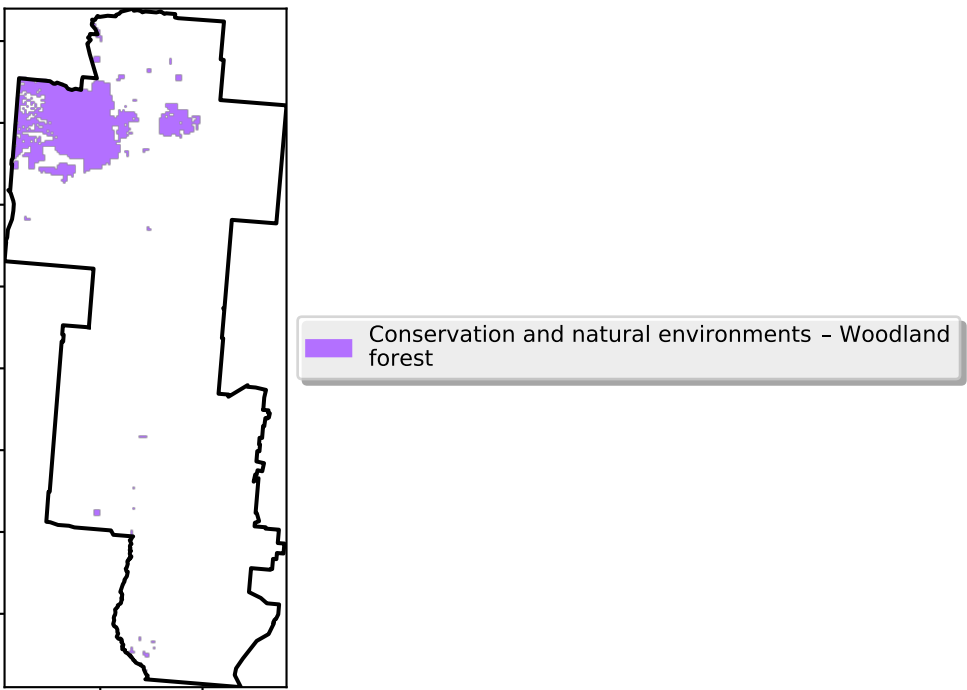 Conservation and natural environments – Woodland
forest